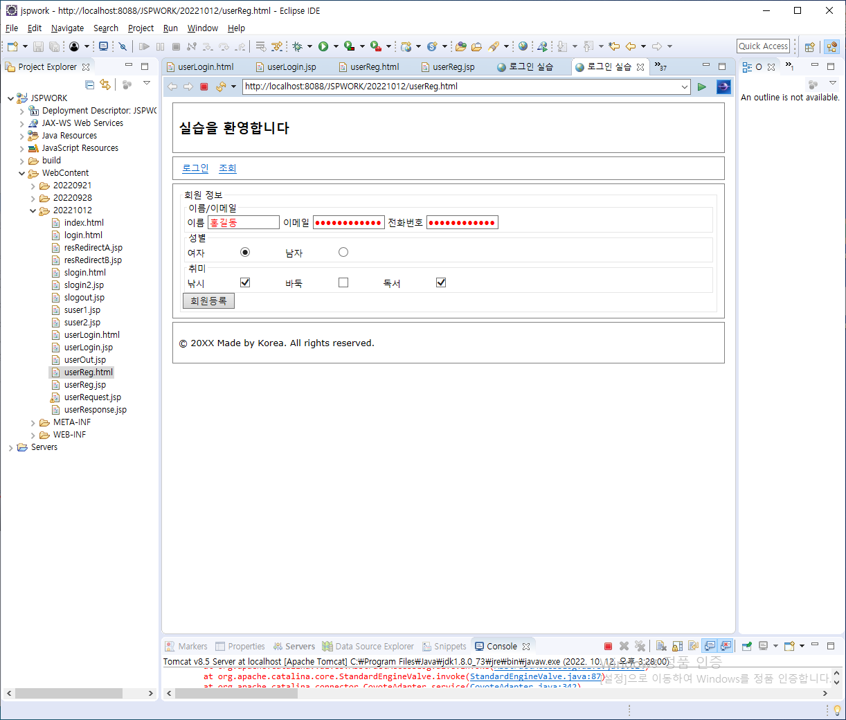 jspwork - http://localhost:8088/JSPWORK/20221012/userReg.html - Eclipse IDE
File Edit Navigate Search Project Run Window Help
Quick Access
Project Explorer
userLogin.html userLogin.jsp userReg.html userReg.jsp 로그인 실습 로그인 실습 »37
O »1
http://localhost:8088/JSPWORK/20221012/userReg.html
An outline is not available.
JSPWORK
Deployment Descriptor: JSPWC
JAX-WS Web Services
Java Resources
JavaScript Resources
build
WebContent
20220921
20220928
20221012
index.html
login.html
resRedirectA.jsp
resRedirectB.jsp
slogin.html
slogin2.jsp
slogout.jsp
suser1.jsp
suser2.jsp
userLogin.html
userLogin.jsp
userOut.jsp
userReg.html
userReg.jsp
userRequest.jsp
userResponse.jsp
META-INF
WEB-INF
Servers
실습을 환영합니다
로그인 조회
회원 정보
이름/이메일
이름 홍길동 이메일 ●●●●●●●●●●●● 전화번호 ●●●●●●●●●●●●
성별
여자 남자
취미
낚시 바둑 독서
회원등록
© 20XX Made by Korea. All rights reserved.
Markers Properties Servers Data Source Explorer Snippets Console
Tomcat v8.5 Server at localhost [Apache Tomcat] C:₩Program Files₩Java₩jdk1.8.0_73₩jre₩bin₩javaw.exe (2022. 10. 12. 오후 3:28:00)
at org.apache.catalina.core.StandardEngineValve.invoke(StandardEngineValve.java:87)
at org.apache.catalina.connector.CoyoteAdapter.service(CoyoteAdapter.java:342)
정품 인증
[설정]으로 이동하여 Windows를 정품 인증합니다.